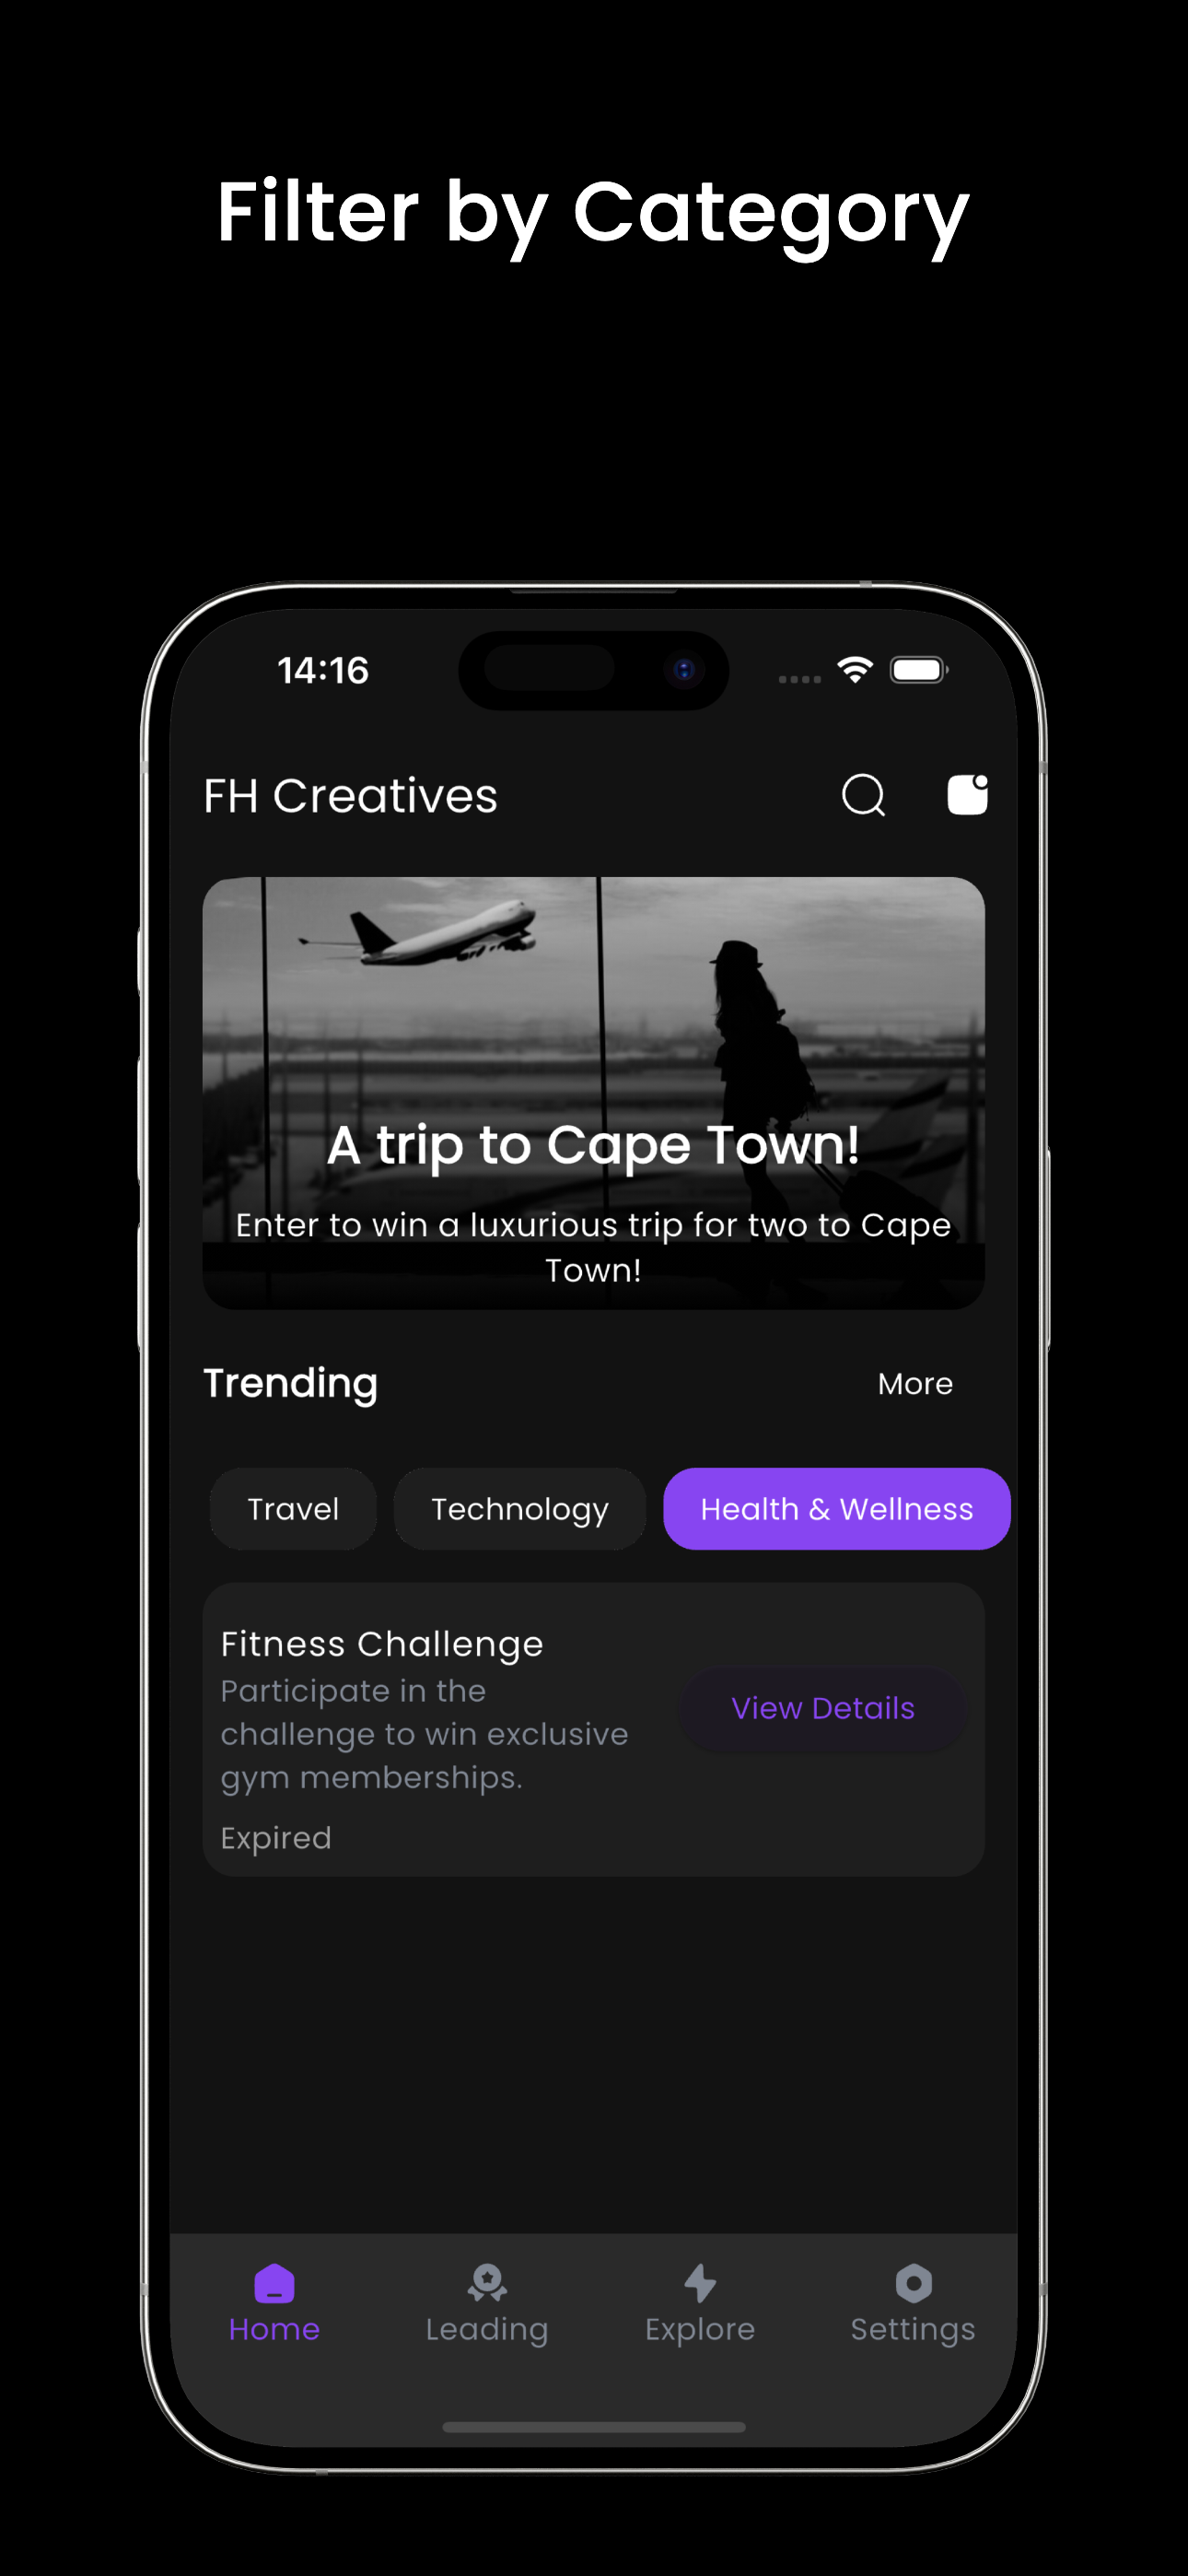 Filter by Category
14:16
FH Creatives
A trip to Cape Town!
Enter to win a luxurious trip for two to Cape
Town!
Trending
More
Travel
Technology
Health & Wellness
Fitness Challenge
Participate in the
challenge to win exclusive
gym memberships.
View Details
Expired
Home
Leading
Explore
Settings